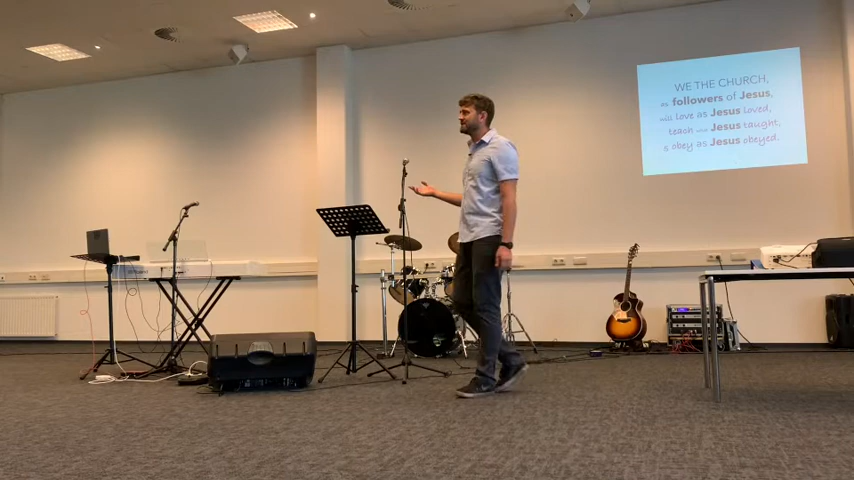 WE THE CHURCH,
as followers of Jesus,
will love as Jesus loved,
teach what Jesus taught,
& obey as Jesus obeyed.